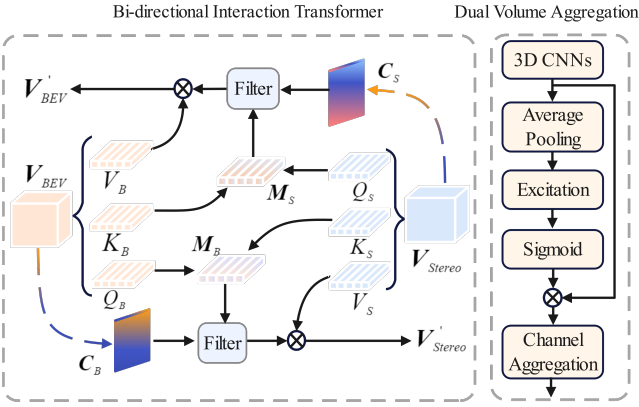 Bi-directional Interaction Transformer
Dual Volume Aggregation
V'BEV
Filter
CS
VBEV
VB
MS
QS
KB
MB
KS
VStereo
QB
VS
CB
Filter
V'Stereo
3D CNNs
Average
Pooling
Excitation
Sigmoid
Channel
Aggregation